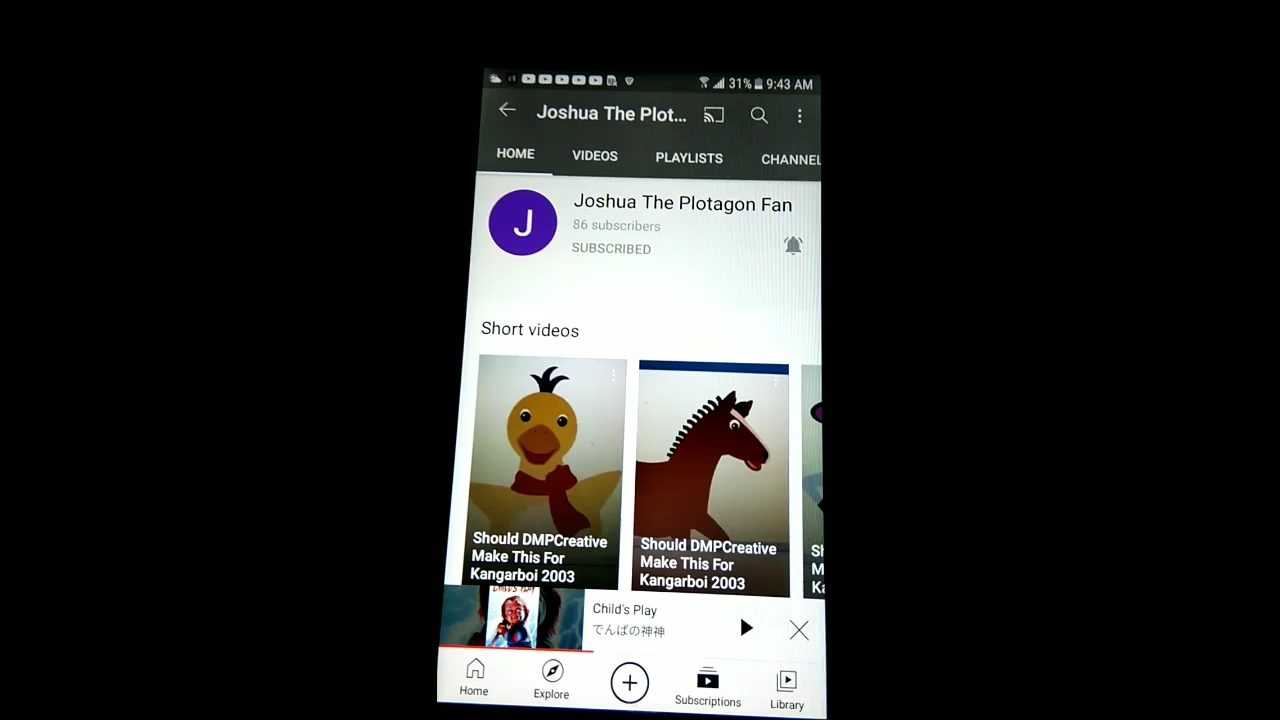 31% 9:43 AM
Joshua The Plot...
HOME VIDEOS PLAYLISTS CHANNEL
J
Joshua The Plotagon Fan
86 subscribers
SUBSCRIBED
Short videos
Should DMPCreative
Make This For
Kangarboi 2003
Should DMPCreative
Make This For
Kangarboi 2003
CHILD'S PLAY
Child's Play
でんぱの神神
Home Explore Subscriptions Library